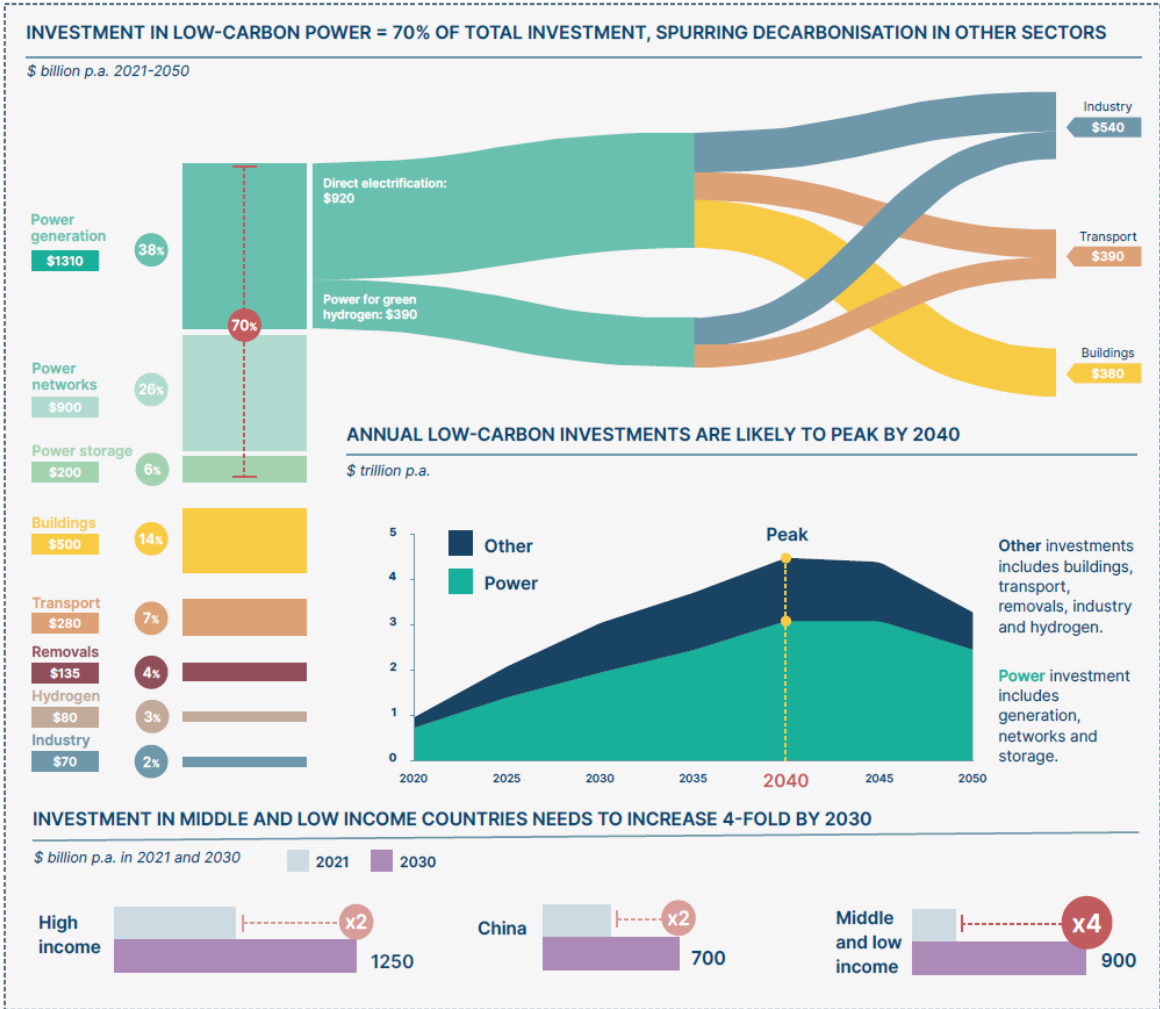 INVESTMENT IN LOW-CARBON POWER = 70% OF TOTAL INVESTMENT, SPURRING DECARBONISATION IN OTHER SECTORS
$ billion p.a. 2021-2050
Power
generation
$1310
38%
70%
Power
networks
$900
26%
Power storage
$200
6%
Buildings
$500
14%
Transport
$280
7%
Removals
$135
4%
Hydrogen
$80
3%
Industry
$70
2%
Direct electrification:
$920
Power for green
hydrogen: $390
Industry
$540
Transport
$390
Buildings
$380
ANNUAL LOW-CARBON INVESTMENTS ARE LIKELY TO PEAK BY 2040
$ trillion p.a.
5
4
3
2
1
0
Other
Power
Peak
2020
2025
2030
2035
2040
2045
2050
Other investments
includes buildings,
transport,
removals, industry
and hydrogen.
Power investment
includes
generation,
networks and
storage.
INVESTMENT IN MIDDLE AND LOW INCOME COUNTRIES NEEDS TO INCREASE 4-FOLD BY 2030
$ billion p.a. in 2021 and 2030
2021
2030
High
income
x2
1250
China
x2
700
Middle
and low
income
x4
900